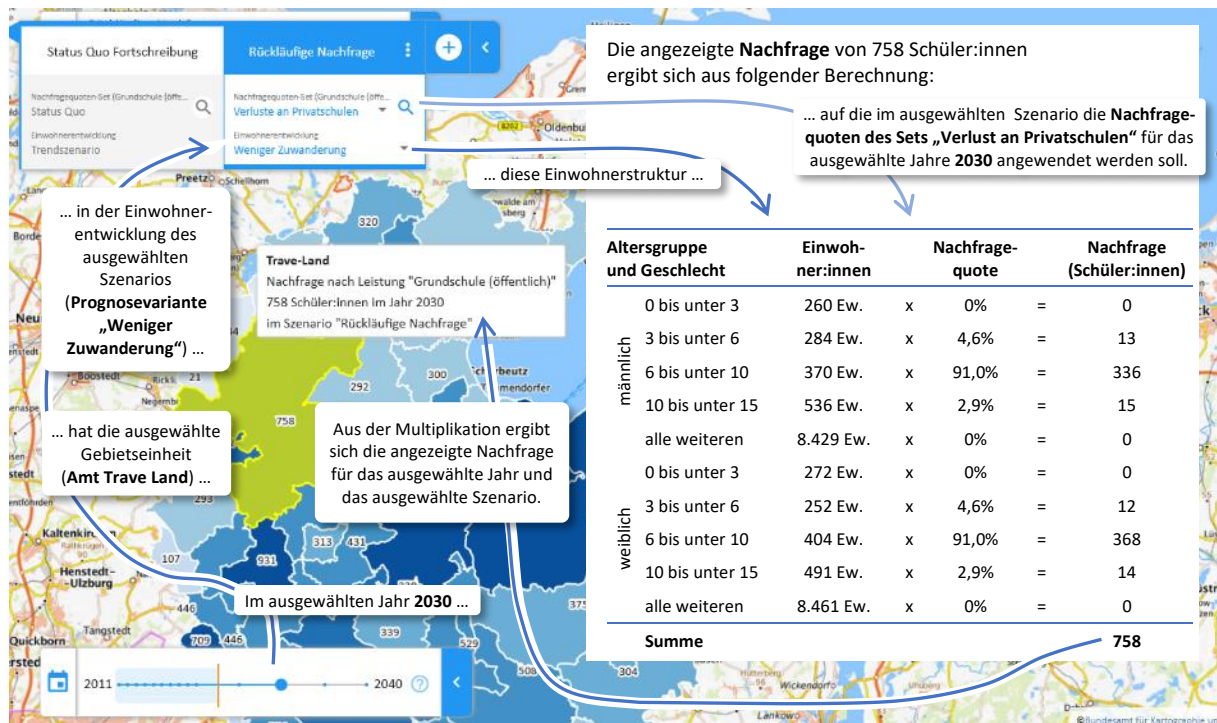 Status Quo Fortschreibung
Rückläufige Nachfrage
Nachfragequoten-Set (Grundschule (öffe...
Status Quo
Einwohnerentwicklung
Trendszenario
Nachfragequoten-Set (Grundschule (öffe...
Verluste an Privatschulen
Einwohnerentwicklung
Weniger Zuwanderung
Die angezeigte Nachfrage von 758 Schüler:innen
ergibt sich aus folgender Berechnung:
... auf die im ausgewählten Szenario die Nachfrage-
quoten des Sets „Verlust an Privatschulen“ für das
ausgewählte Jahre 2030 angewendet werden soll.
... diese Einwohnerstruktur ...
... in der Einwohner-
entwicklung des
ausgewählten
Szenarios
(Prognosevariante
„Weniger
Zuwanderung“) ...
... hat die ausgewählte
Gebietseinheit
(Amt Trave Land) ...
Trave-Land
Nachfrage nach Leistung "Grundschule (öffentlich)"
758 Schüler:innen im Jahr 2030
im Szenario "Rückläufige Nachfrage"
Aus der Multiplikation ergibt
sich die angezeigte Nachfrage
für das ausgewählte Jahr und
das ausgewählte Szenario.
Im ausgewählten Jahr 2030 ...
2011
2040
Altersgruppe und Geschlecht Einwoh-ner:innen Nachfrage-quote Nachfrage (Schüler:innen)
männlich
0 bis unter 3 260 Ew. x 0% = 0
3 bis unter 6 284 Ew. x 4,6% = 13
6 bis unter 10 370 Ew. x 91,0% = 336
10 bis unter 15 536 Ew. x 2,9% = 15
alle weiteren 8.429 Ew. x 0% = 0
weiblich
0 bis unter 3 272 Ew. x 0% = 0
3 bis unter 6 252 Ew. x 4,6% = 12
6 bis unter 10 404 Ew. x 91,0% = 368
10 bis unter 15 491 Ew. x 2,9% = 14
alle weiteren 8.461 Ew. x 0% = 0
Summe 758
Preetz
Schellhorn
320
292
300
21
758
293
Kaltenkirchen
107
Henstedt-
-Ulzburg
931
313
431
446
Tangstedt
Quickborn
709
446
339
529
375
508
304
Wickendorf
Lankow
8202
©Bundesamt für Kartographie u